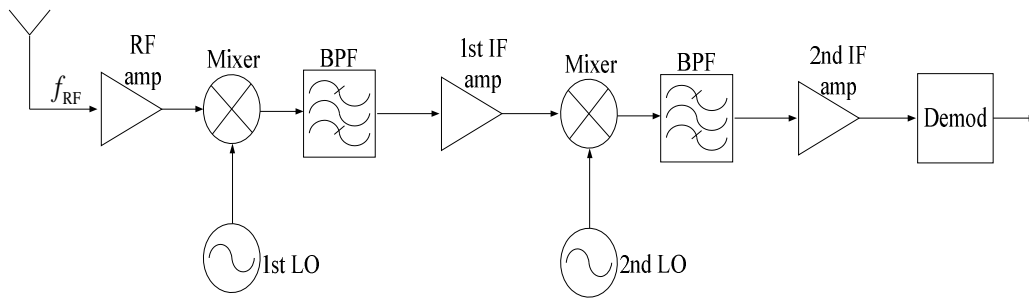 RF
amp
Mixer
BPF
1st IF
amp
Mixer
BPF
2nd IF
amp
f_RF
Demod
1st LO
2nd LO